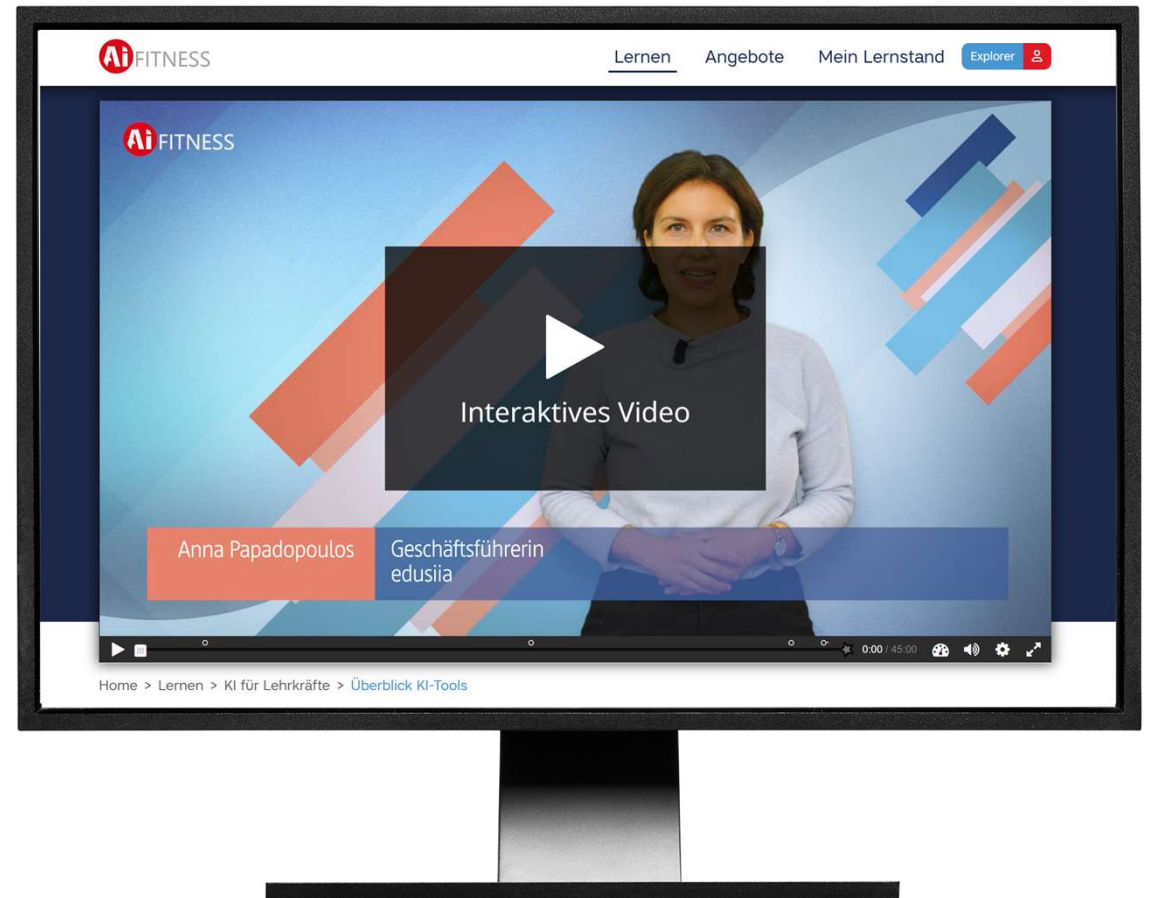 Ai FITNESS
Lernen Angebote Mein Lernstand Explorer
Ai FITNESS
Interaktives Video
Anna Papadopoulos
Geschäftsführerin
edusiia
0:00 / 45:00
Home > Lernen > KI für Lehrkräfte > Überblick KI-Tools